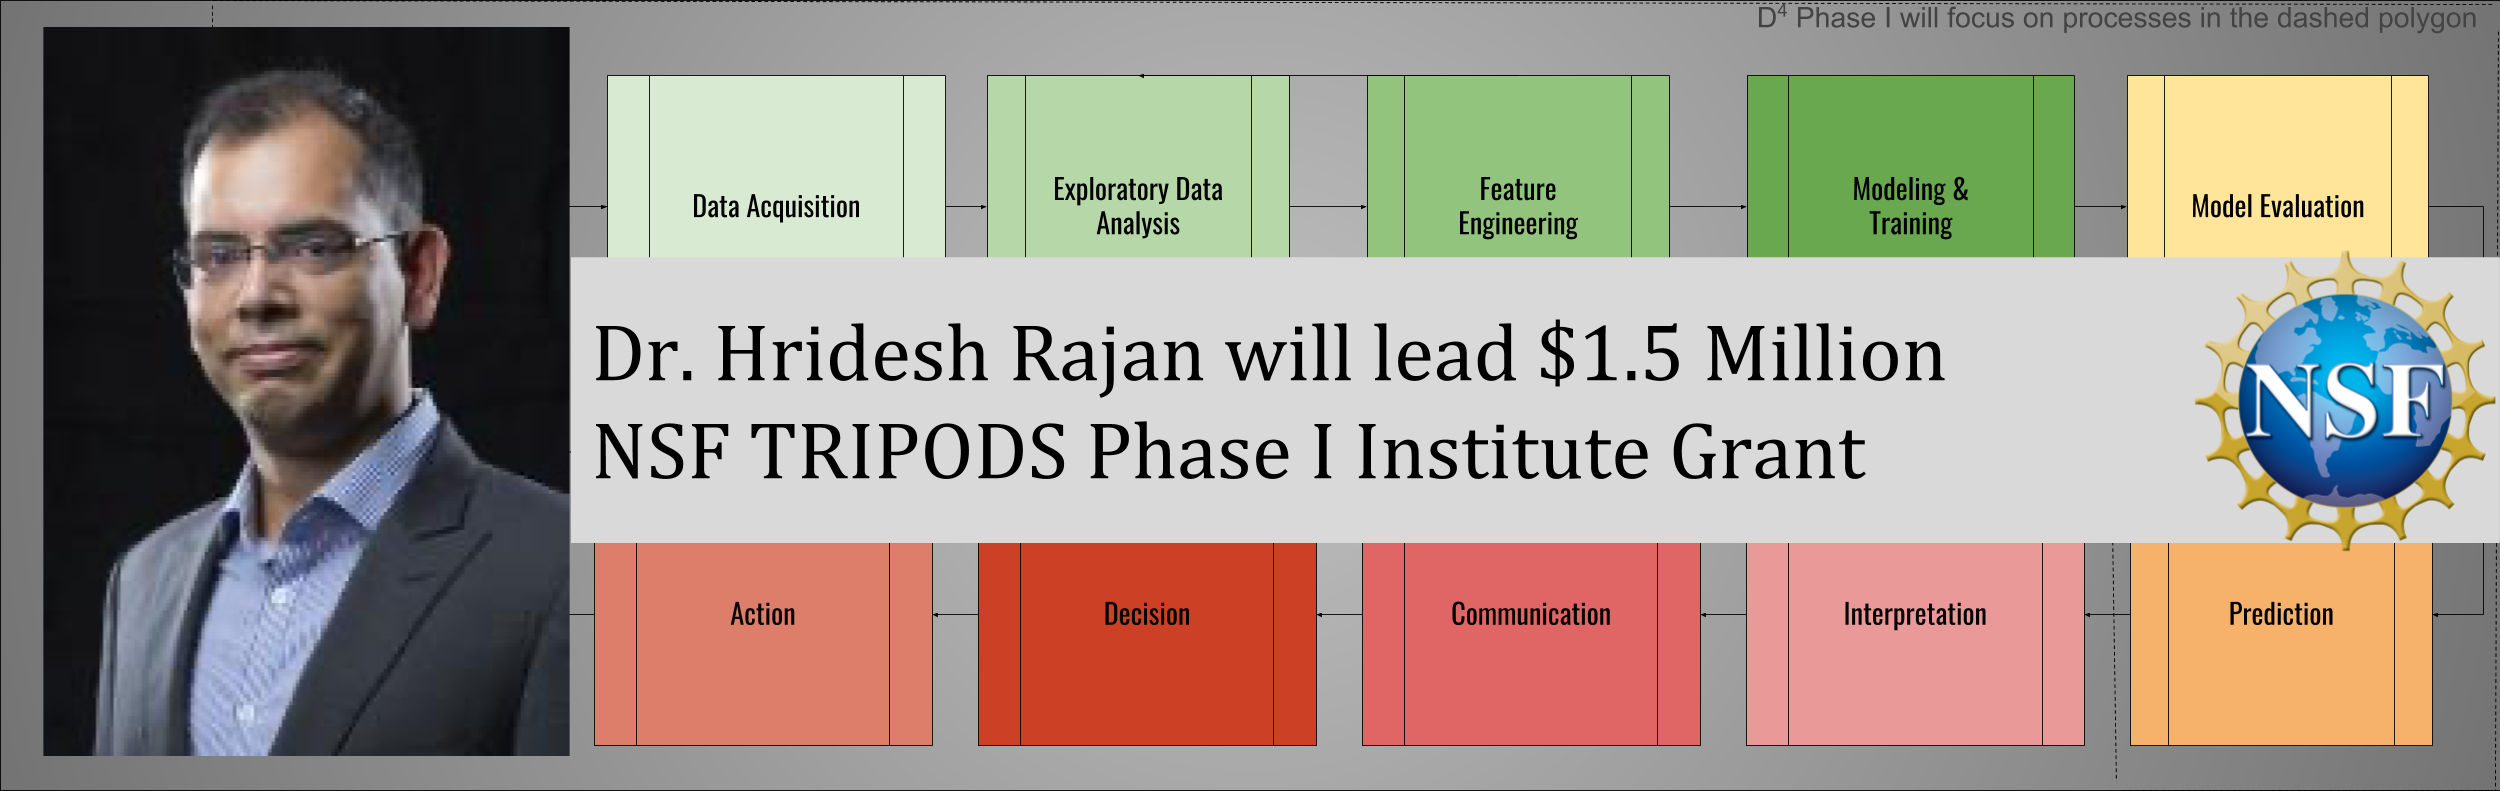 D⁴ Phase I will focus on processes in the dashed polygon
Data Acquisition
Exploratory Data
Analysis
Feature
Engineering
Modeling &
Training
Model Evaluation
Dr. Hridesh Rajan will lead $1.5 Million
NSF TRIPODS Phase I Institute Grant
NSF
Action
Decision
Communication
Interpretation
Prediction